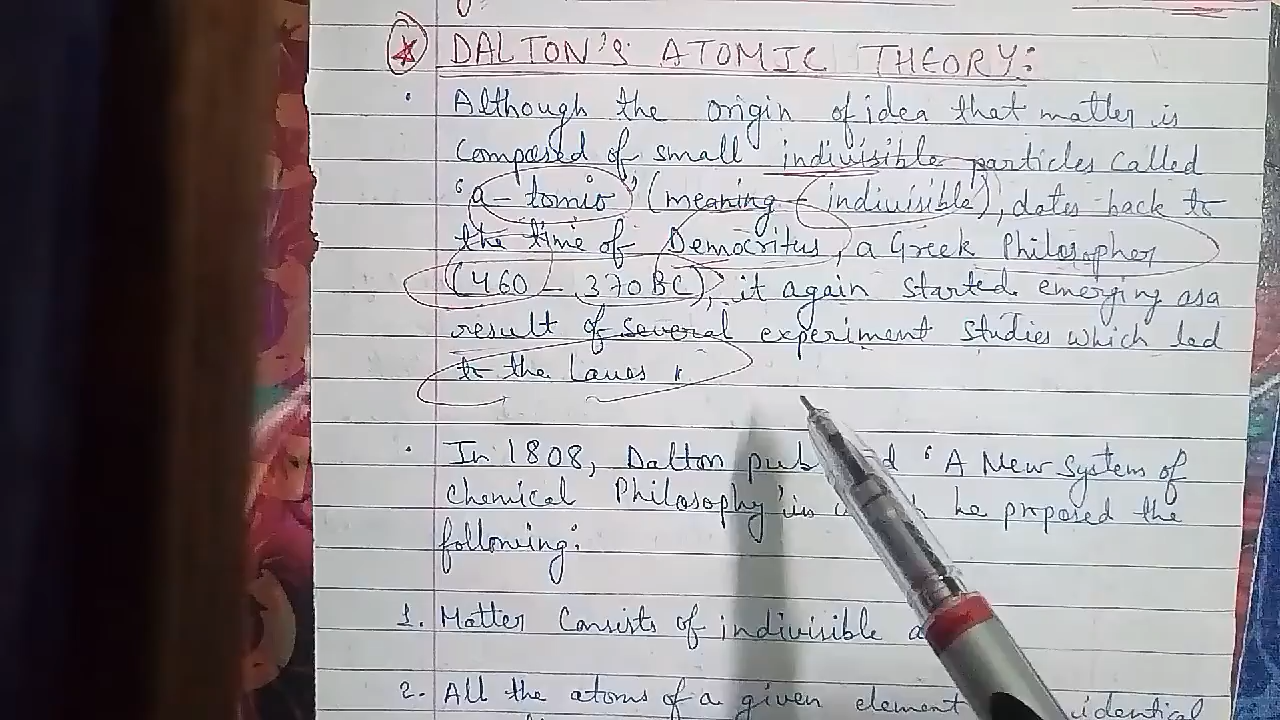 DALTON'S ATOMIC THEORY:
• Although the origin of idea that matter is
composed of small indivisible particles called
'a-tomio' (meaning - indivisible), dates back to
the time of Democritus, a Greek Philosopher
(460 - 370 BC), it again started emerging as a
result of several experiment studies which led
to the Laws.
• In 1808, Dalton 'A New System of
Chemical Philosophy' in he proposed the
following:
1. Matter Consists of indivisible
2. All the atoms of a given element identical